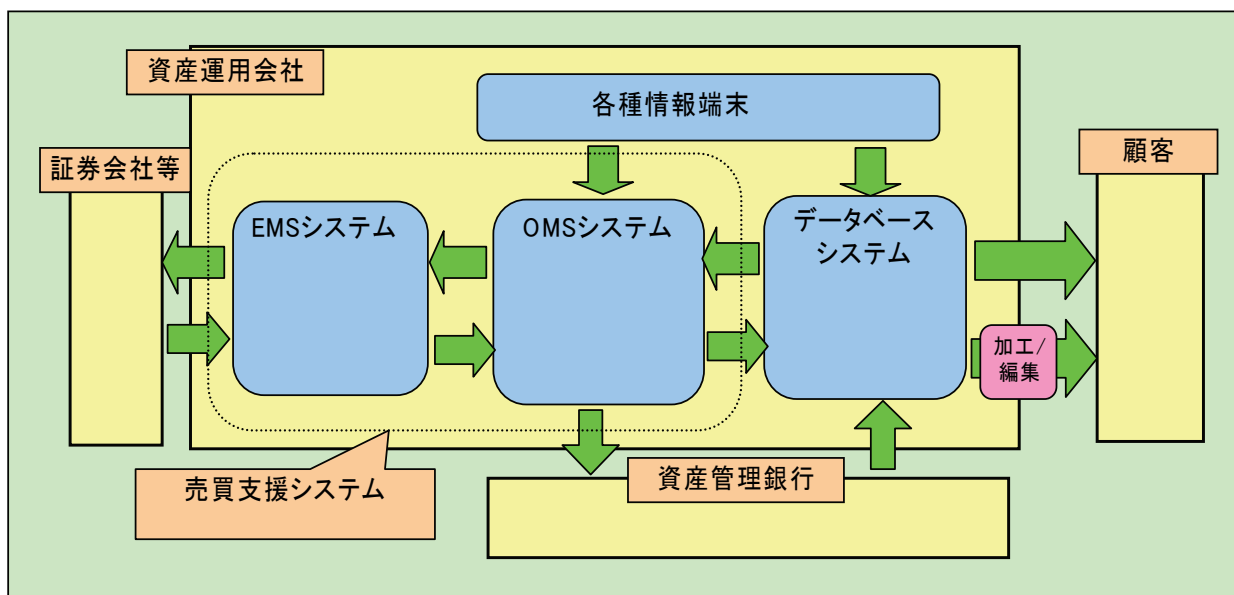 資産運用会社
各種情報端末
証券会社等
顧客
EMSシステム
OMSシステム
データベース
システム
加工/
編集
売買支援システム
資産管理銀行